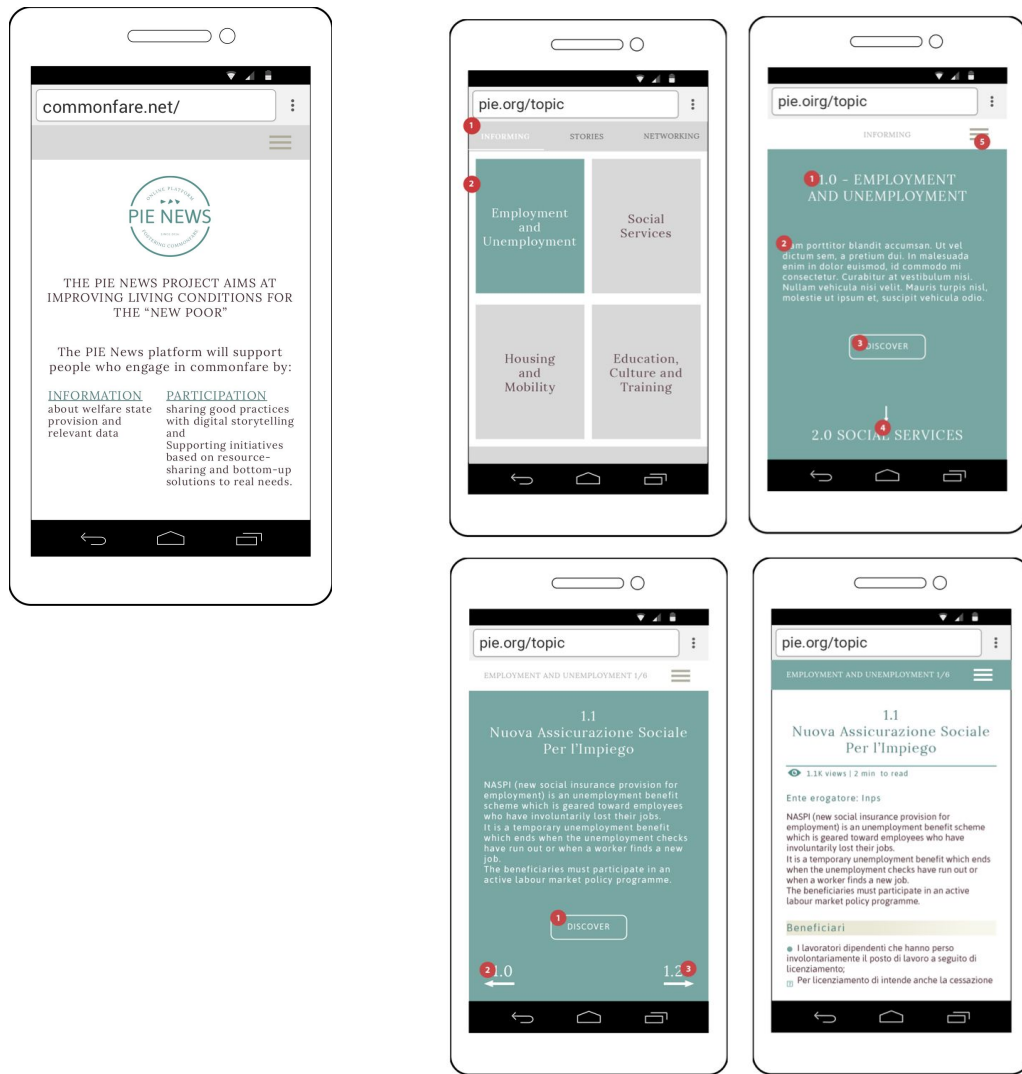 commonfare.net/
ONLINE PLATFORM
PIE NEWS
FOSTERING COMMONFARE
THE PIE NEWS PROJECT AIMS AT
IMPROVING LIVING CONDITIONS FOR
THE “NEW POOR”
The PIE News platform will support
people who engage in commonfare by:
INFORMATION
about welfare state
provision and
relevant data
PARTICIPATION
sharing good practices
with digital storytelling
and
Supporting initiatives
based on resource-
sharing and bottom-up
solutions to real needs.
pie.org/topic
1
INFORMING STORIES NETWORKING
2
Employment
and
Unemployment
Social
Services
Housing
and
Mobility
Education,
Culture and
Training
pie.oirg/topic
INFORMING
5
1 1.0 - EMPLOYMENT
AND UNEMPLOYMENT
2 am porttitor blandit accumsan. Ut vel
dictum sem, a pretium dui. In malesuada
enim in dolor euismod, id commodo mi
consectetur. Curabitur at vestibulum nisi.
Nullam vehicula nisi velit. Mauris turpis nisl,
molestie ut ipsum et, suscipit vehicula odio.
3 DISCOVER
4
2.0 SOCIAL SERVICES
pie.org/topic
EMPLOYMENT AND UNEMPLOYMENT 1/6
1.1
Nuova Assicurazione Sociale
Per l’Impiego
NASPI (new social insurance provision for
employment) is an unemployment benefit
scheme which is geared toward employees
who have involuntarily lost their jobs.
It is a temporary unemployment benefit
which ends when the unemployment checks
have run out or when a worker finds a new
job.
The beneficiaries must participate in an
active labour market policy programme.
1 DISCOVER
2 1.0
1.2 3
pie.org/topic
EMPLOYMENT AND UNEMPLOYMENT 1/6
1.1
Nuova Assicurazione Sociale
Per l’Impiego
1.1K views | 2 min to read
Ente erogatore: Inps
NASPI (new social insurance provision for
employment) is an unemployment benefit scheme
which is geared toward employees who have
involuntarily lost their jobs.
It is a temporary unemployment benefit which ends
when the unemployment checks have run out or
when a worker finds a new job.
The beneficiaries must participate in an active
labour market policy programme.
Beneficiari
I lavoratori dipendenti che hanno perso
involontariamente il posto di lavoro a seguito di
licenziamento;
Per licenziamento di intende anche la cessazione